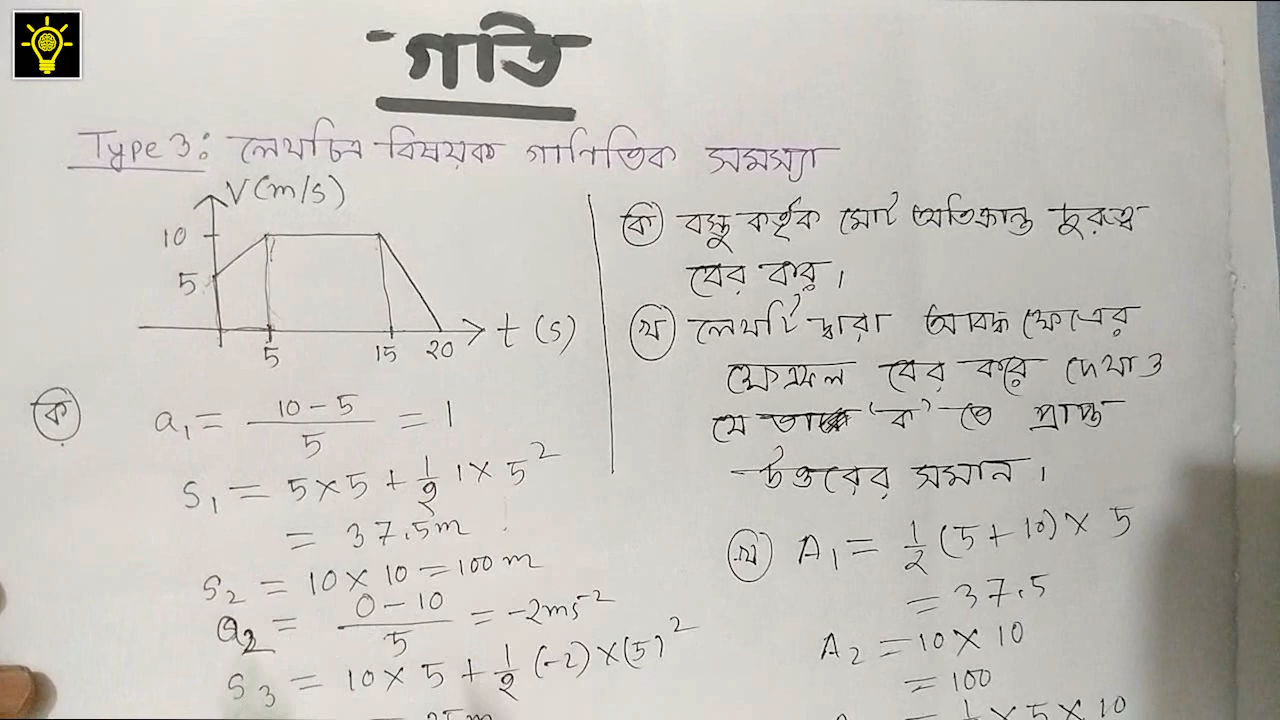 গতি
Type 3: লেখচিত্র বিষয়ক গাণিতিক সমস্যা
V(m/s)
10
5
5 15 20 t (s)
ⓚ বস্তু কর্তৃক মোট অতিক্রান্ত দুরত্ব
বের কর।
খ লেখটি দ্বারা আবদ্ধ ক্ষেত্রের
ক্ষেত্রফল বের করে দেখাও
যে তা 'ক' তে প্রাপ্ত
উত্তরের সমান।
ক a₁ = (10-5)/5 = 1
S₁ = 5×5 + 1/2 1×5²
= 37.5m
S₂ = 10×10 = 100 m
a₂ = (0-10)/5 = -2ms⁻²
S₃ = 10×5 + 1/2 (-2)×(5)²
খ A₁ = 1/2 (5+10)×5
= 37.5
A₂ = 10×10
= 100